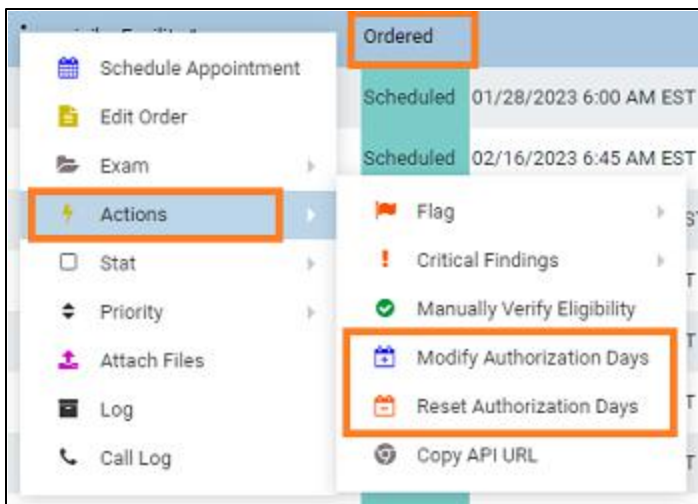 Ordered
Schedule Appointment
Edit Order
Scheduled 01/28/2023 6:00 AM EST
Exam
Scheduled 02/16/2023 6:45 AM EST
Actions
Flag
Stat
Critical Findings
Priority
Manually Verify Eligibility
Attach Files
Modify Authorization Days
Log
Reset Authorization Days
Call Log
Copy API URL